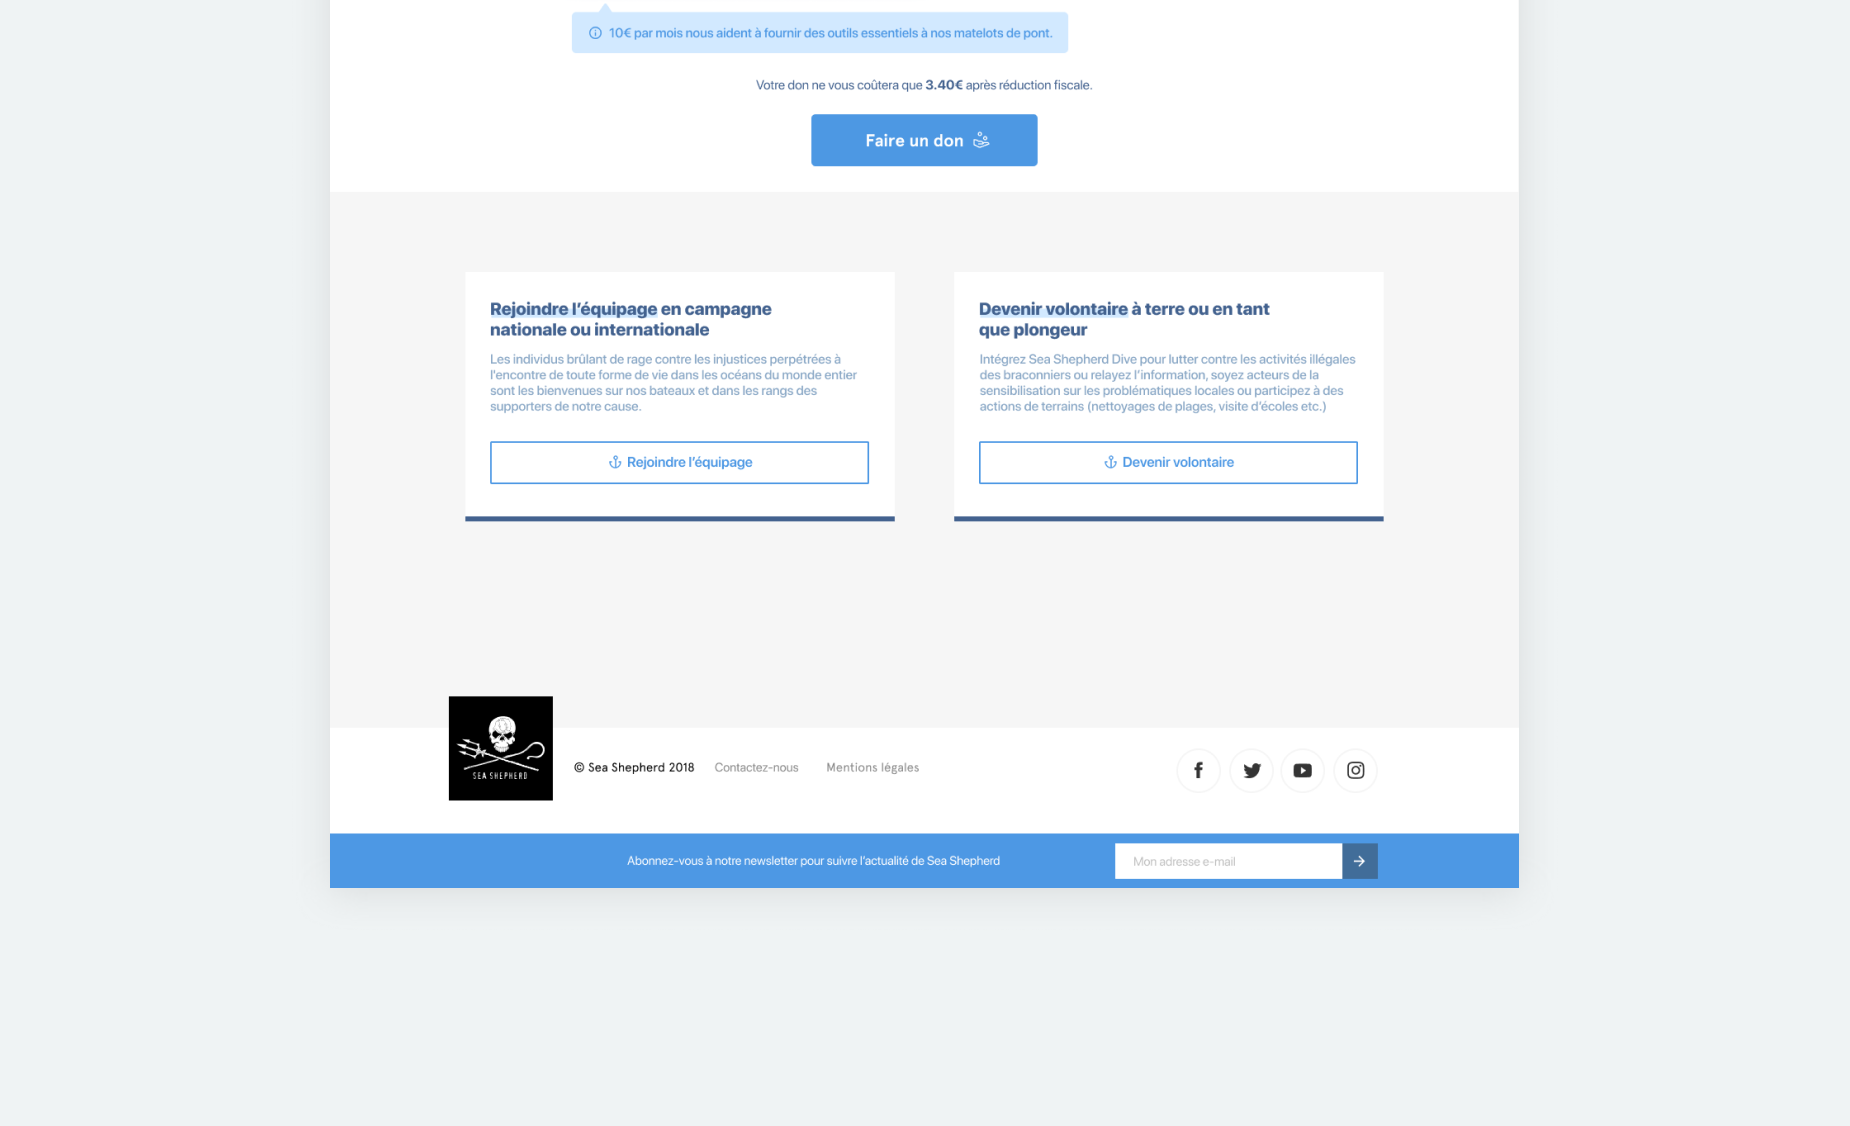 10€ par mois nous aident à fournir des outils essentiels à nos matelots de pont.
Votre don ne vous coûtera que 3.40€ après réduction fiscale.
Faire un don
Rejoindre l’équipage en campagne
nationale ou internationale
Les individus brûlant de rage contre les injustices perpétrées à
l'encontre de toute forme de vie dans les océans du monde entier
sont les bienvenues sur nos bateaux et dans les rangs des
supporters de notre cause.
Rejoindre l’équipage
Devenir volontaire à terre ou en tant
que plongeur
Intégrez Sea Shepherd Dive pour lutter contre les activités illégales
des braconniers ou relayez l’information, soyez acteurs de la
sensibilisation sur les problématiques locales ou participez à des
actions de terrains (nettoyages de plages, visite d’écoles etc.)
Devenir volontaire
SEA SHEPHERD
© Sea Shepherd 2018
Contactez-nous
Mentions légales
Abonnez-vous à notre newsletter pour suivre l’actualité de Sea Shepherd
Mon adresse e-mail